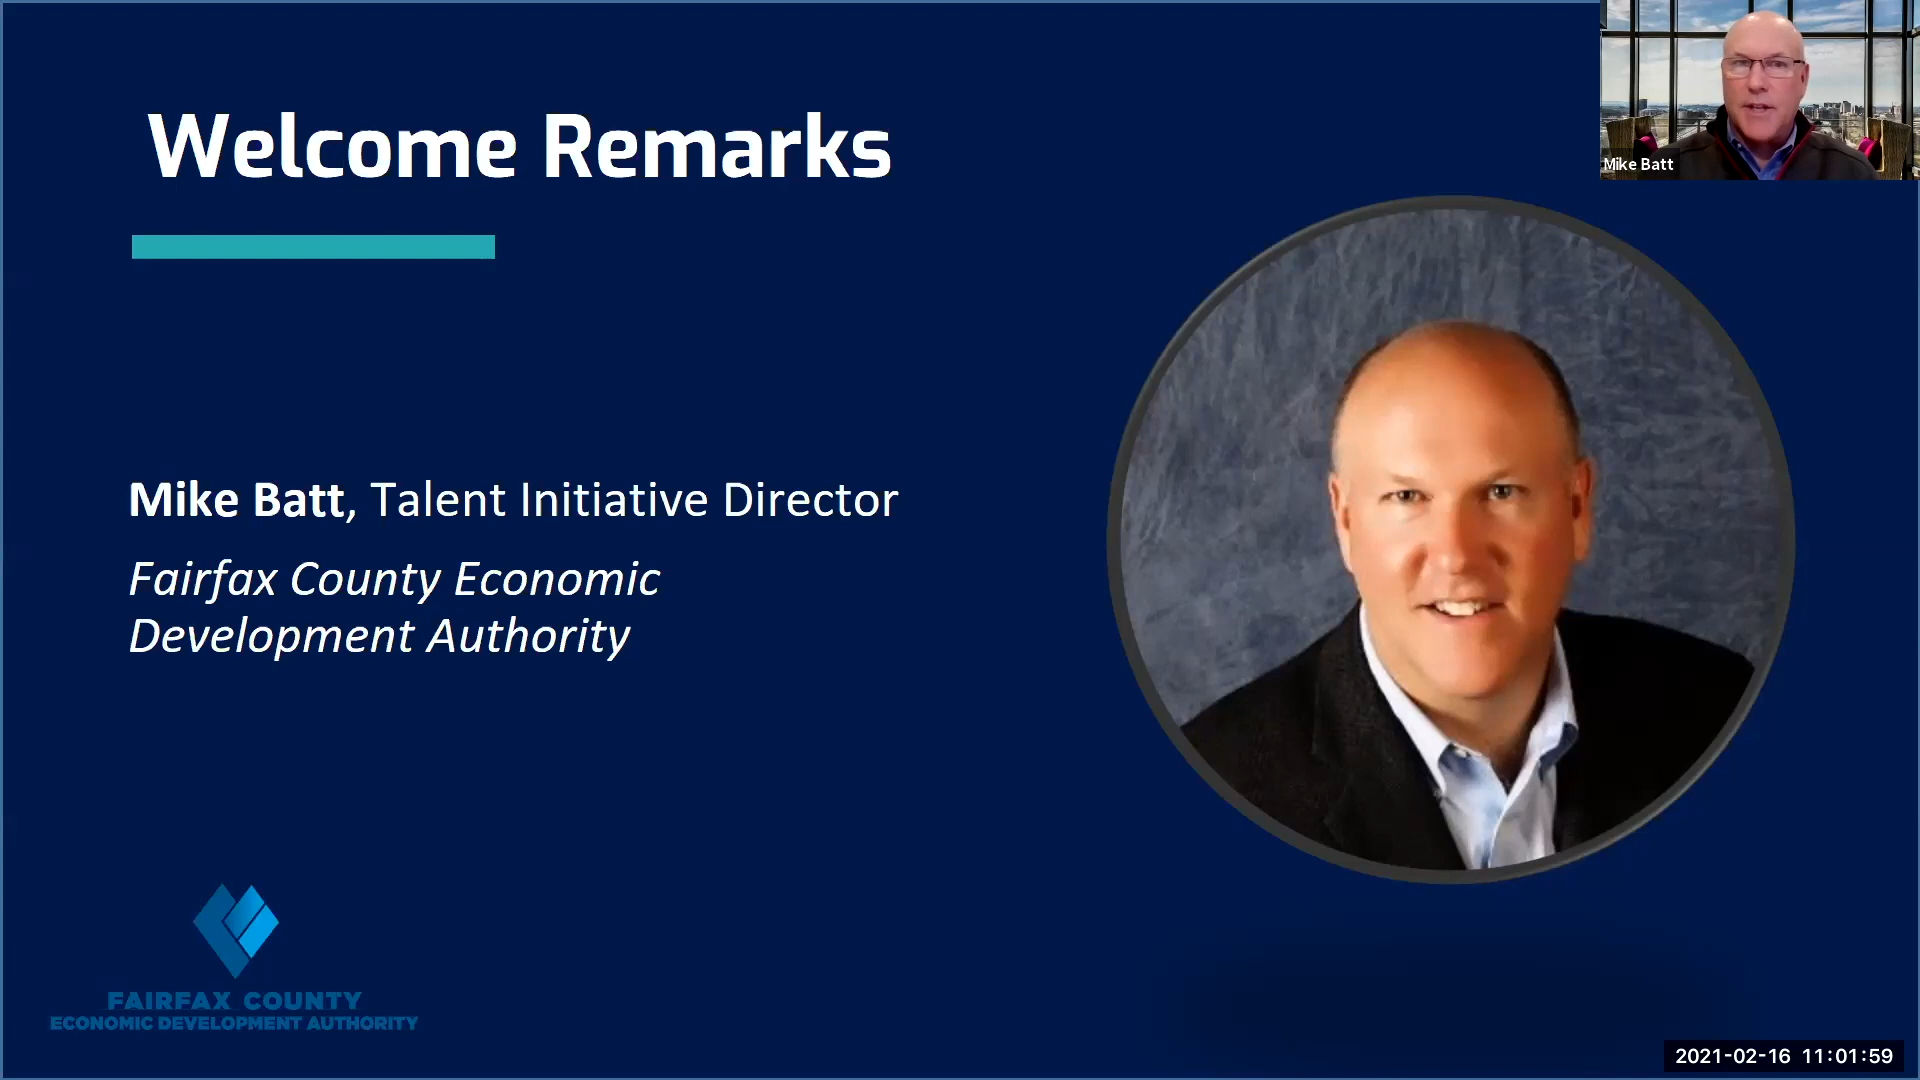 Welcome Remarks
Mike Batt
Mike Batt, Talent Initiative Director
Fairfax County Economic
Development Authority
FAIRFAX COUNTY
ECONOMIC DEVELOPMENT AUTHORITY
2021-02-16 11:01:59